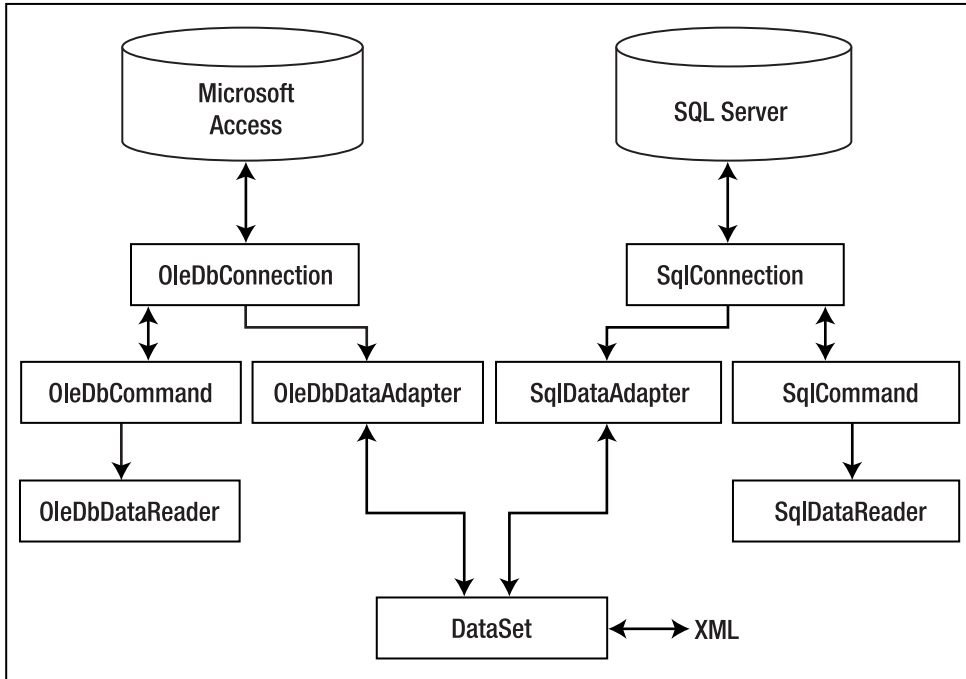 Microsoft
Access
SQL Server
OleDbConnection
SqlConnection
OleDbCommand
OleDbDataAdapter
SqlDataAdapter
SqlCommand
OleDbDataReader
SqlDataReader
DataSet
XML